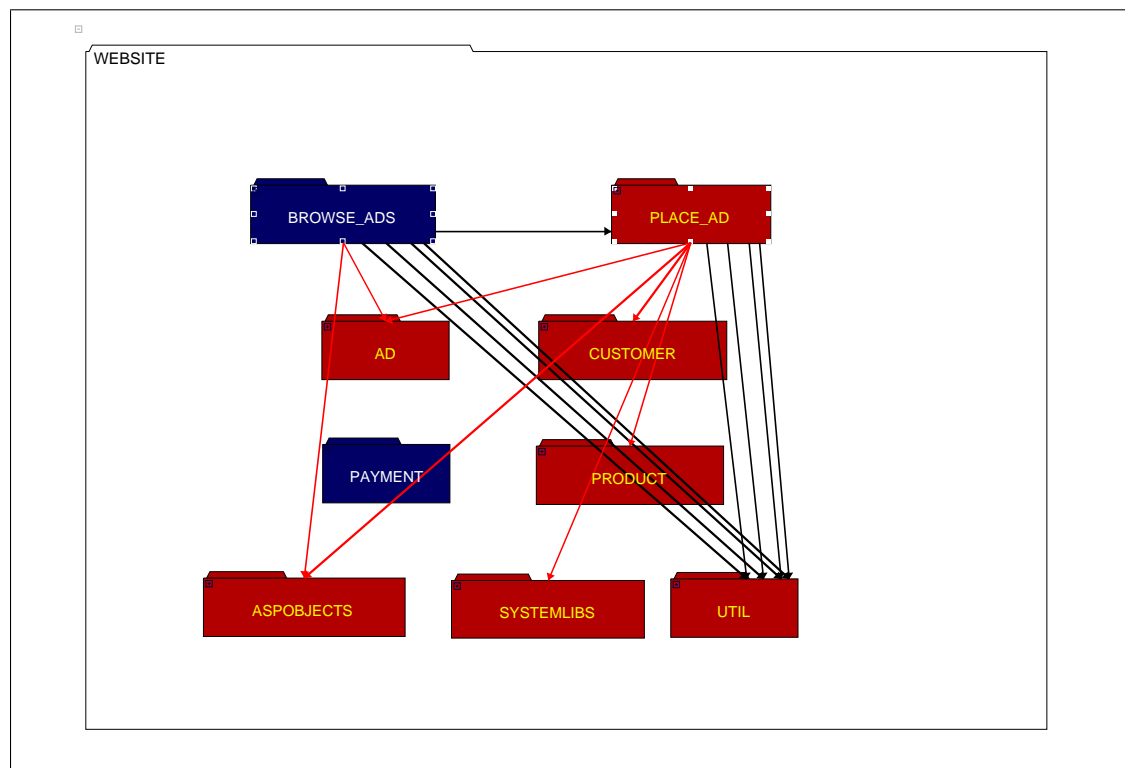 WEBSITE
BROWSE_ADS
PLACE_AD
AD
CUSTOMER
PAYMENT
PRODUCT
ASPOBJECTS
SYSTEMLIBS
UTIL